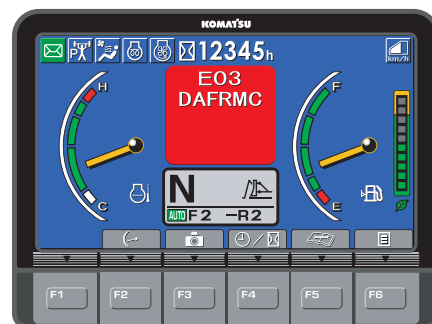 KOMATSU
12345h
km/h
E03
DAFRMC
H
F
N
C
E
AUTO F2 -R2
F1
F2
F3
F4
F5
F6